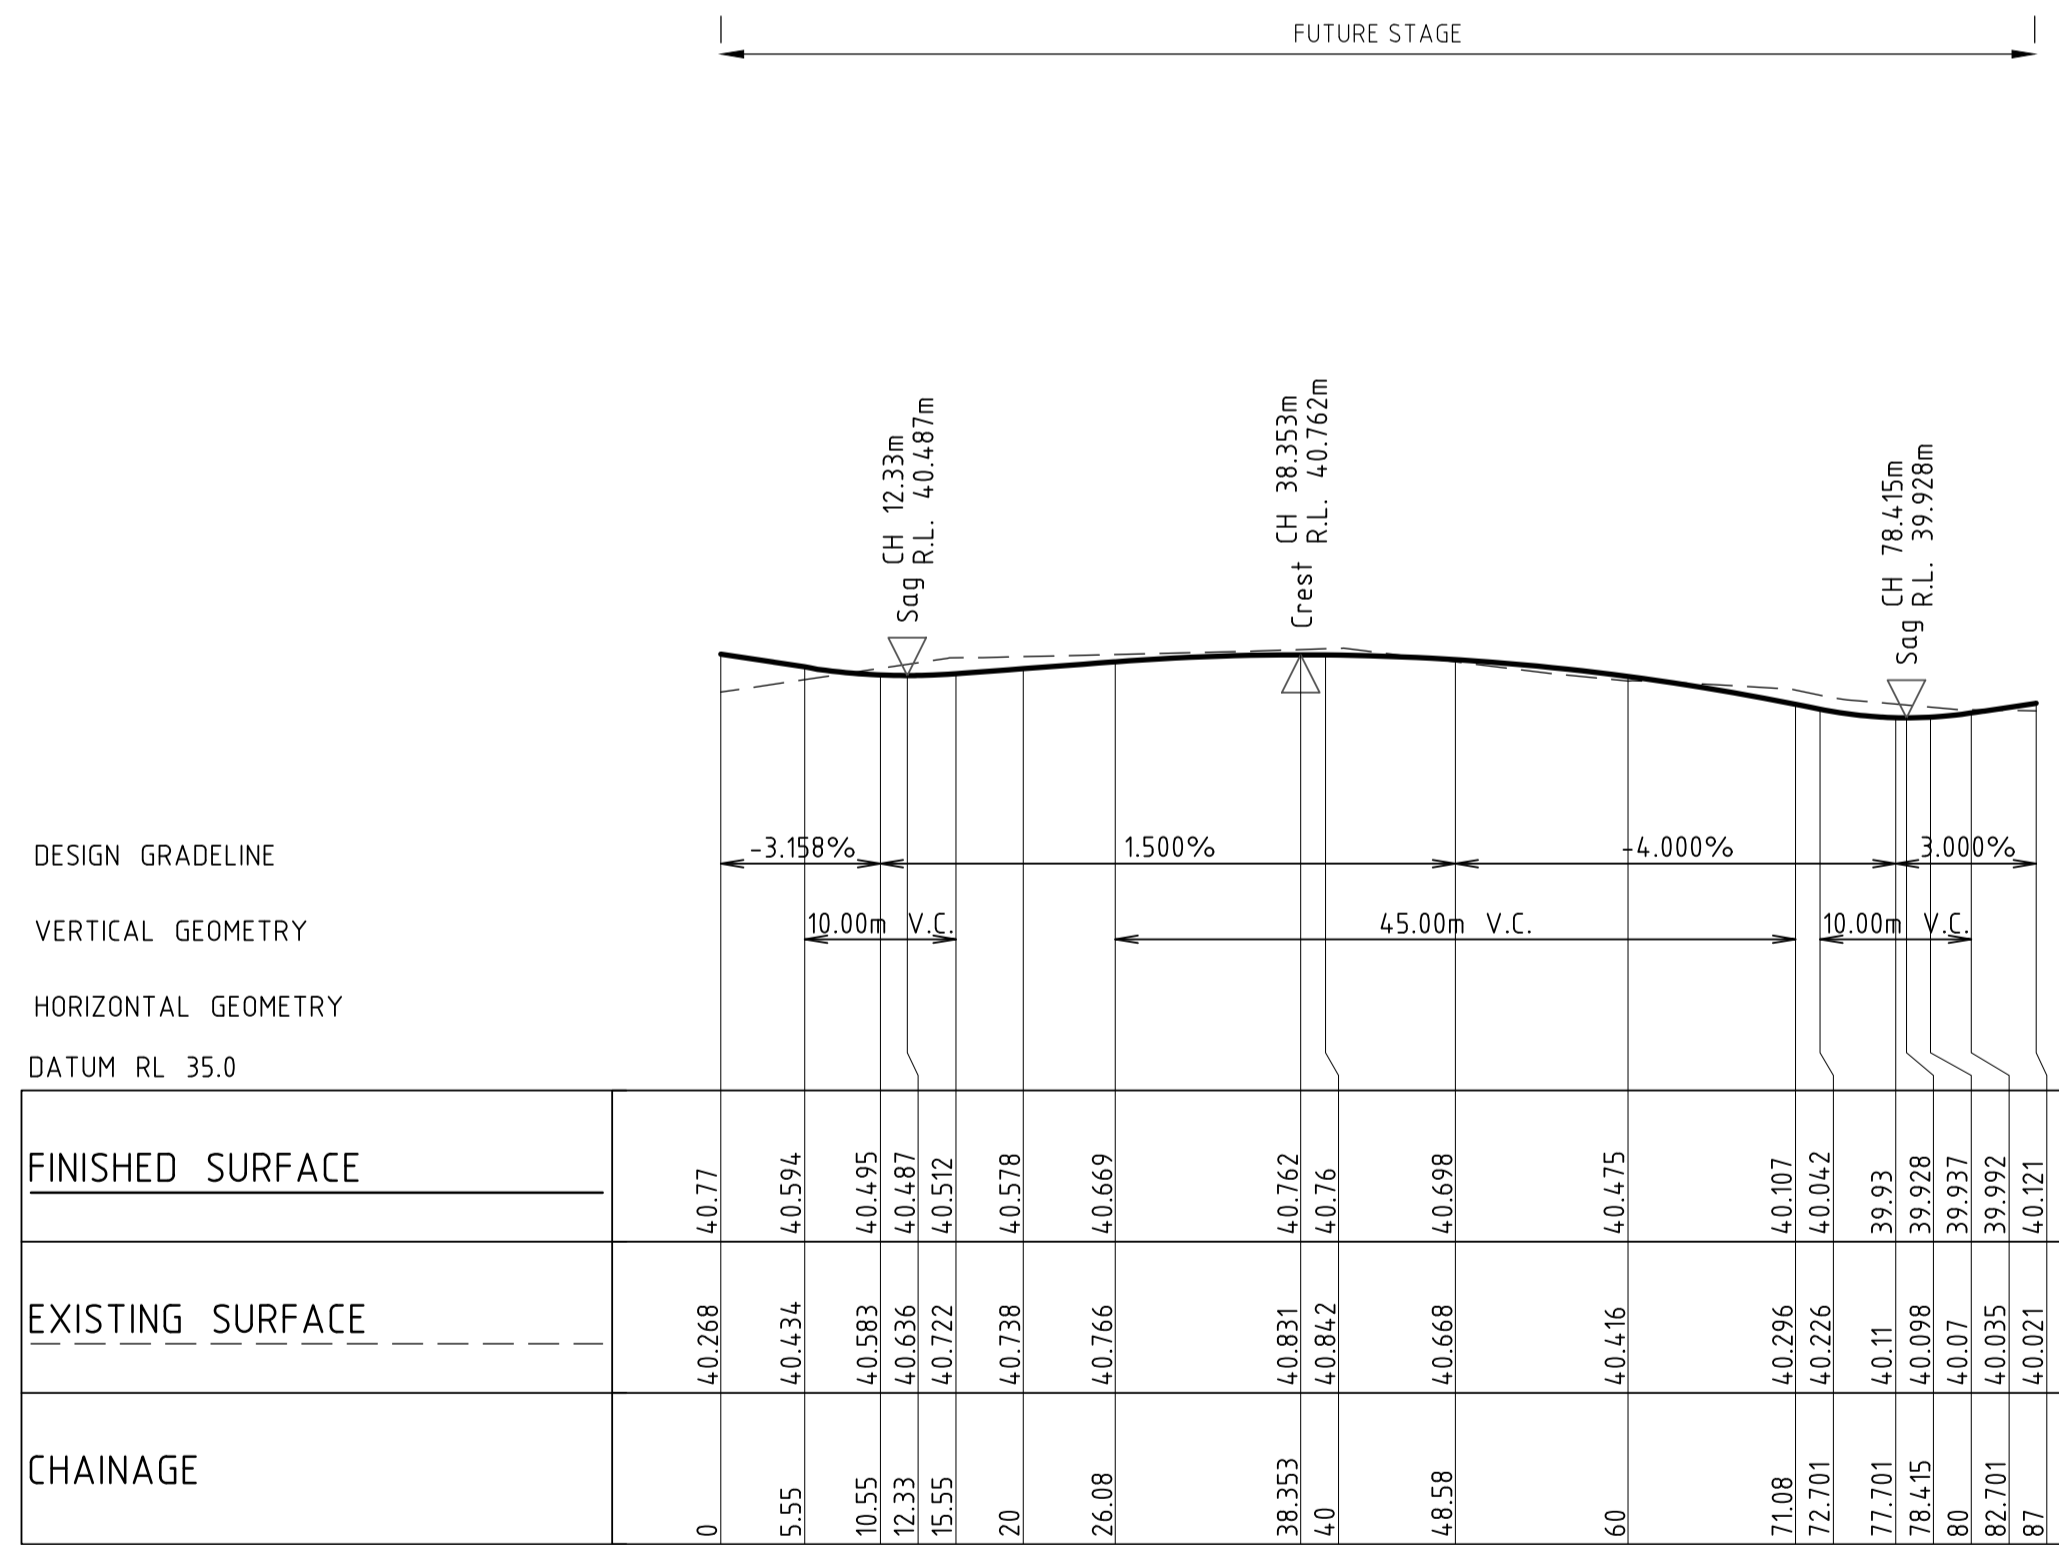 FUTURE STAGE
Sag CH 12.33m
R.L. 40.487m
Crest CH 38.353m
R.L. 40.762m
Sag CH 78.415m
R.L. 39.928m
DESIGN GRADELINE -3.158% 1.500% -4.000% 3.000%
VERTICAL GEOMETRY 10.00m V.C. 45.00m V.C. 10.00m V.C.
HORIZONTAL GEOMETRY
DATUM RL 35.0
FINISHED SURFACE 40.77 40.594 40.495 40.487 40.512 40.578 40.669 40.762 40.76 40.698 40.475 40.107 40.042 39.93 39.928 39.937 39.992 40.121
EXISTING SURFACE 40.268 40.434 40.583 40.636 40.722 40.738 40.766 40.831 40.842 40.668 40.416 40.296 40.226 40.11 40.098 40.07 40.035 40.021
CHAINAGE 0 5.55 10.55 12.33 15.55 20 26.08 38.353 40 48.58 60 71.08 72.701 77.701 78.415 80 82.701 87